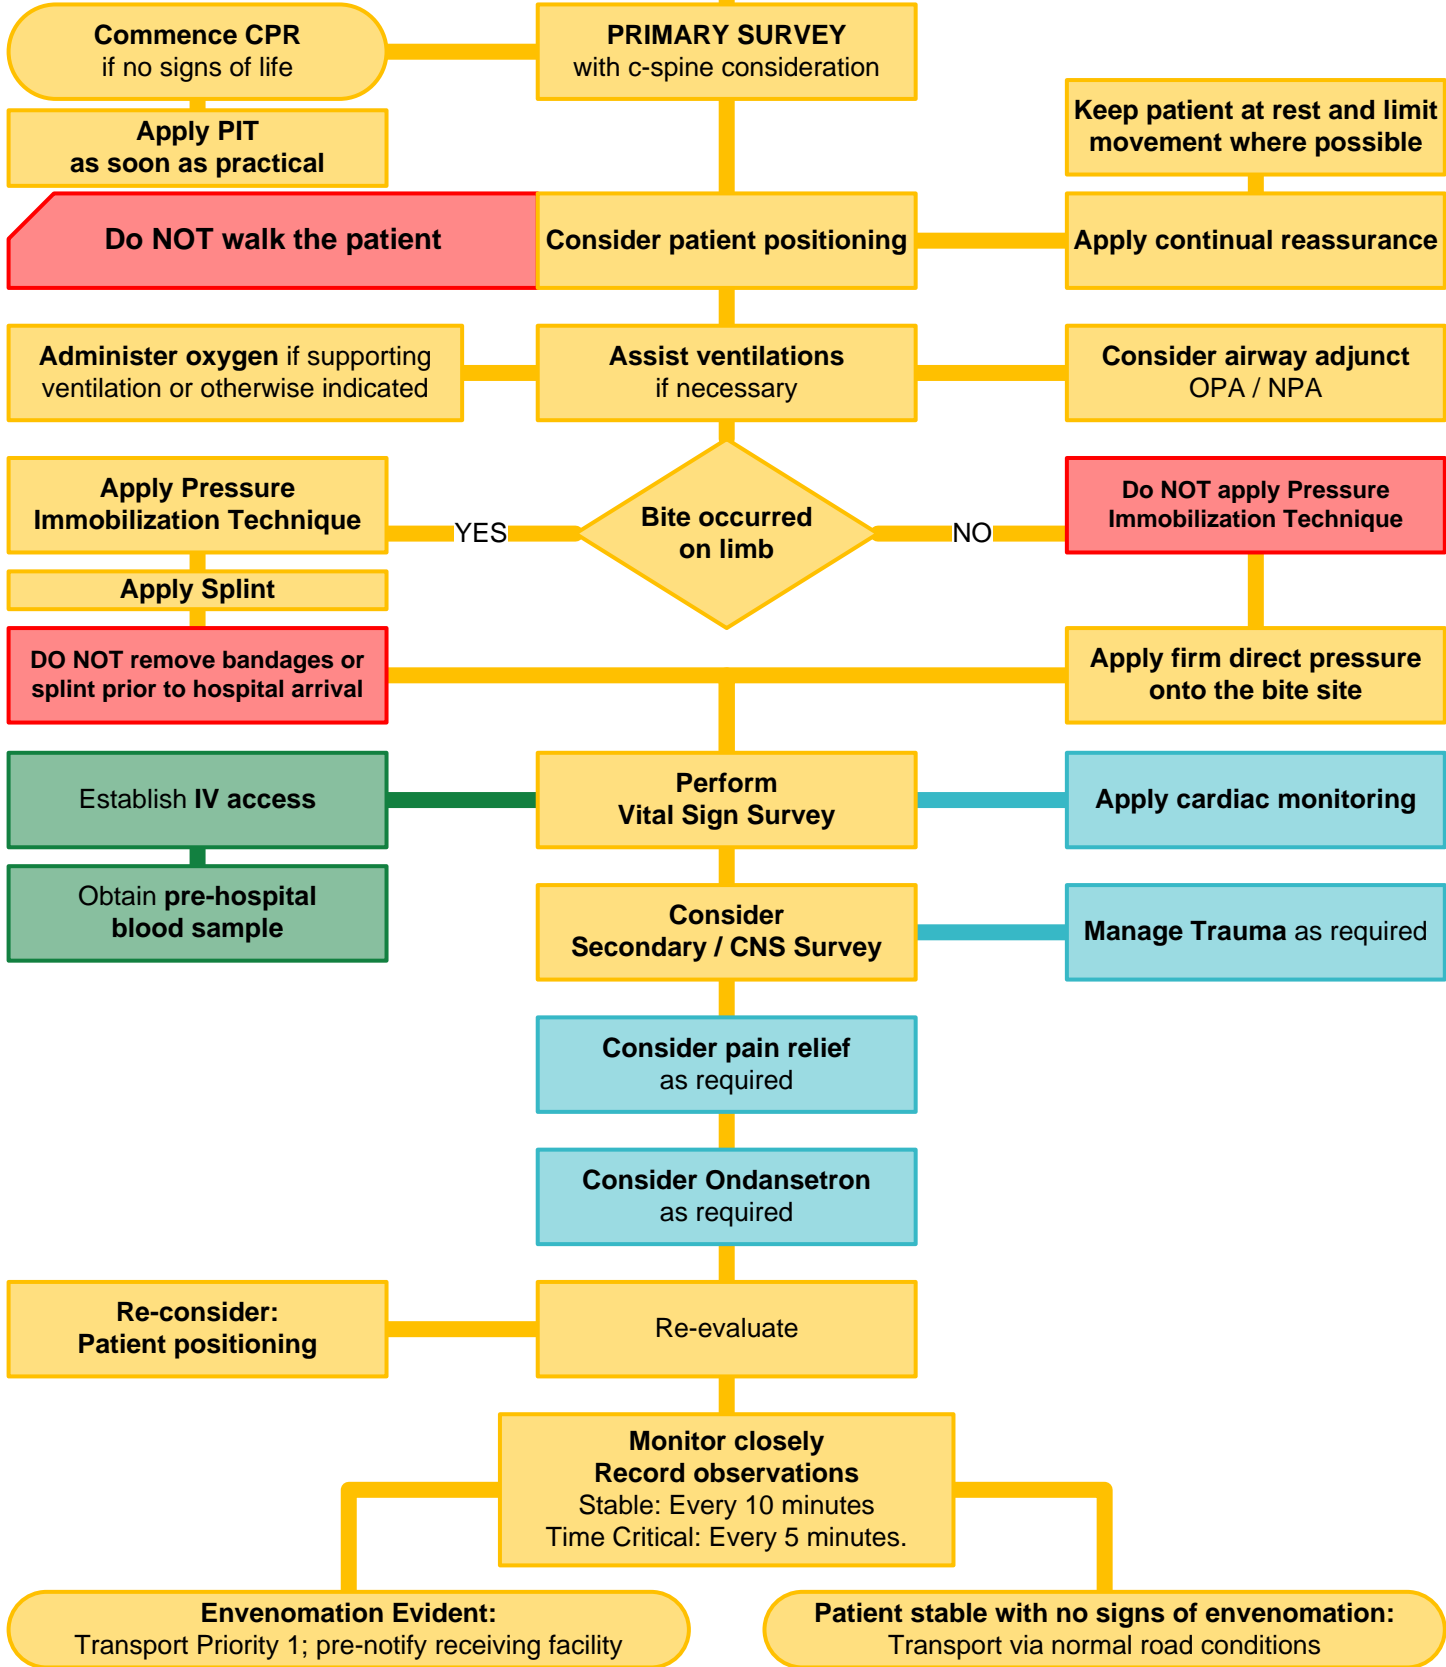 Commence CPR
if no signs of life
PRIMARY SURVEY
with c-spine consideration
Apply PIT
as soon as practical
Keep patient at rest and limit
movement where possible
Do NOT walk the patient
Consider patient positioning
Apply continual reassurance
Administer oxygen if supporting
ventilation or otherwise indicated
Assist ventilations
if necessary
Consider airway adjunct
OPA / NPA
Apply Pressure
Immobilization Technique
YES
Bite occurred
on limb
NO
Do NOT apply Pressure
Immobilization Technique
Apply Splint
DO NOT remove bandages or
splint prior to hospital arrival
Apply firm direct pressure
onto the bite site
Establish IV access
Perform
Vital Sign Survey
Apply cardiac monitoring
Obtain pre-hospital
blood sample
Consider
Secondary / CNS Survey
Manage Trauma as required
Consider pain relief
as required
Consider Ondansetron
as required
Re-consider:
Patient positioning
Re-evaluate
Monitor closely
Record observations
Stable: Every 10 minutes
Time Critical: Every 5 minutes.
Envenomation Evident:
Transport Priority 1; pre-notify receiving facility
Patient stable with no signs of envenomation:
Transport via normal road conditions